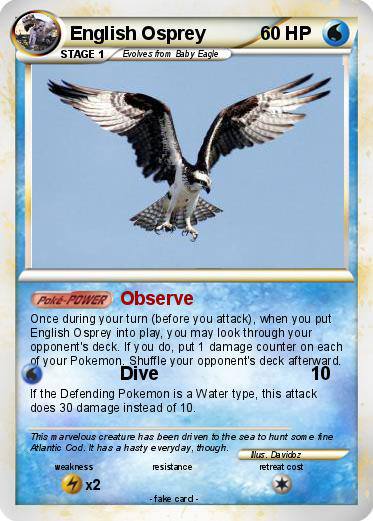 English Osprey 60 HP
STAGE 1 Evolves from Baby Eagle
Poké-POWER Observe
Once during your turn (before you attack), when you put
English Osprey into play, you may look through your
opponent's deck. If you do, put 1 damage counter on each
of your Pokemon. Shuffle your opponent's deck afterward.
Dive 10
If the Defending Pokemon is a Water type, this attack
does 30 damage instead of 10.
This marvelous creature has been driven to the sea to hunt some fine
Atlantic Cod. It has a hasty everyday, though.
Illus. Davidoz
weakness resistance retreat cost
x2
- fake card -